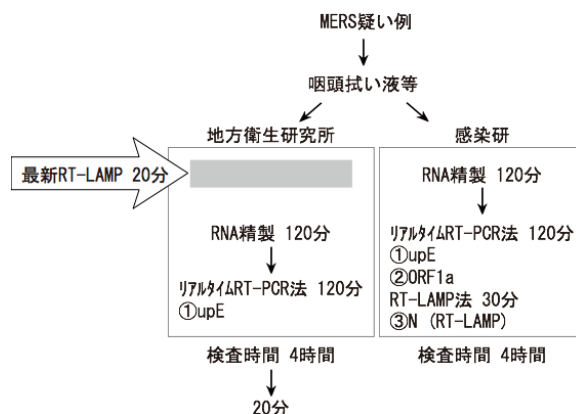 MERS疑い例
咽頭拭い液等
地方衛生研究所
最新RT-LAMP 20分
RNA精製 120分
ﾘｱﾙﾀｲﾑRT-PCR法 120分
①upE
検査時間 4時間
20分
感染研
RNA精製 120分
ﾘｱﾙﾀｲﾑRT-PCR法 120分
①upE
②ORF1a
RT-LAMP法 30分
③N (RT-LAMP)
検査時間 4時間